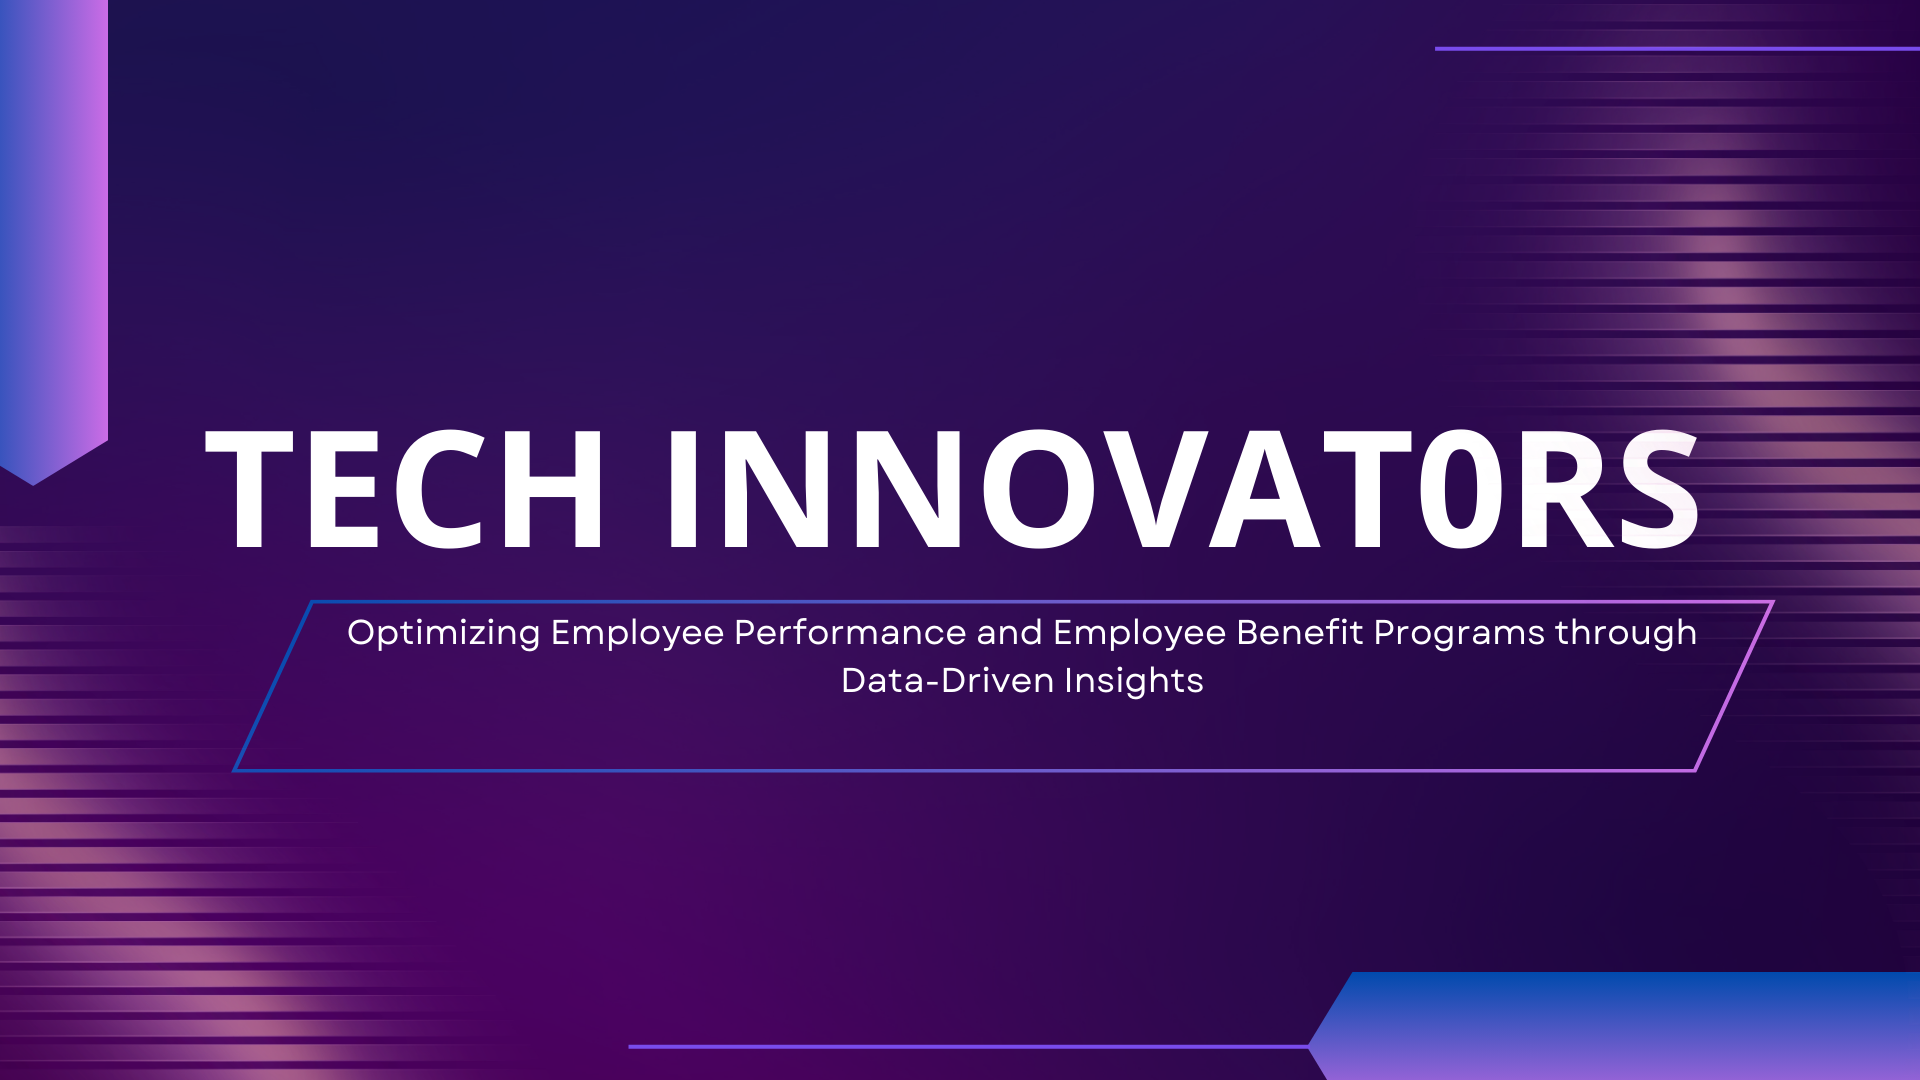 TECH INNOVAT0RS
Optimizing Employee Performance and Employee Benefit Programs through
Data-Driven Insights